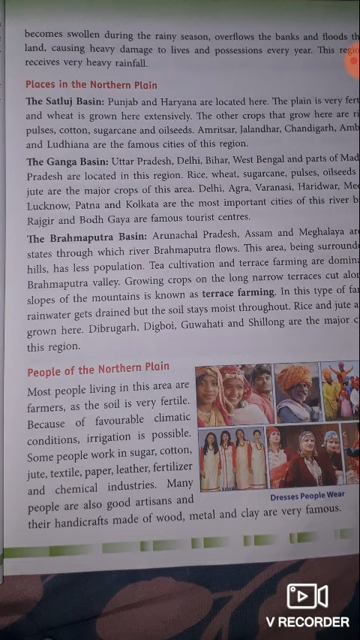 becomes swollen during the rainy season, overflows the banks and floods
land, causing heavy damage to lives and possessions every year. This
receives very heavy rainfall.
Places in the Northern Plain
The Satluj Basin: Punjab and Haryana are located here. The plain is very
and wheat is grown here extensively. The other crops that grow here are
pulses, cotton, sugarcane and oilseeds. Amritsar, Jalandhar, Chandigarh,
and Ludhiana are the famous cities of this region.
The Ganga Basin: Uttar Pradesh, Delhi, Bihar, West Bengal and parts of
Pradesh are located in this region. Rice, wheat, sugarcane, pulses, oilseeds
jute are the major crops of this area. Delhi, Agra, Varanasi, Haridwar,
Lucknow, Patna and Kolkata are the most important cities of this river
Rajgir and Bodh Gaya are famous tourist centres.
The Brahmaputra Basin: Arunachal Pradesh, Assam and Meghalaya
states through which river Brahmaputra flows. This area, being
hills, has less population. Tea cultivation and terrace farming are
Brahmaputra valley. Growing crops on the long narrow terraces cut
slopes of the mountains is known as terrace farming. In this type of
rainwater gets drained but the soil stays moist throughout. Rice and jute
grown here. Dibrugarh, Digboi, Guwahati and Shillong are the major
this region.
People of the Northern Plain
Most people living in this area are
farmers, as the soil is very fertile.
Because of favourable climatic
conditions, irrigation is possible.
Some people work in sugar, cotton,
jute, textile, paper, leather, fertilizer
and chemical industries. Many
people are also good artisans and
their handicrafts made of wood, metal and clay are very famous.
Dresses People Wear
V RECORDER